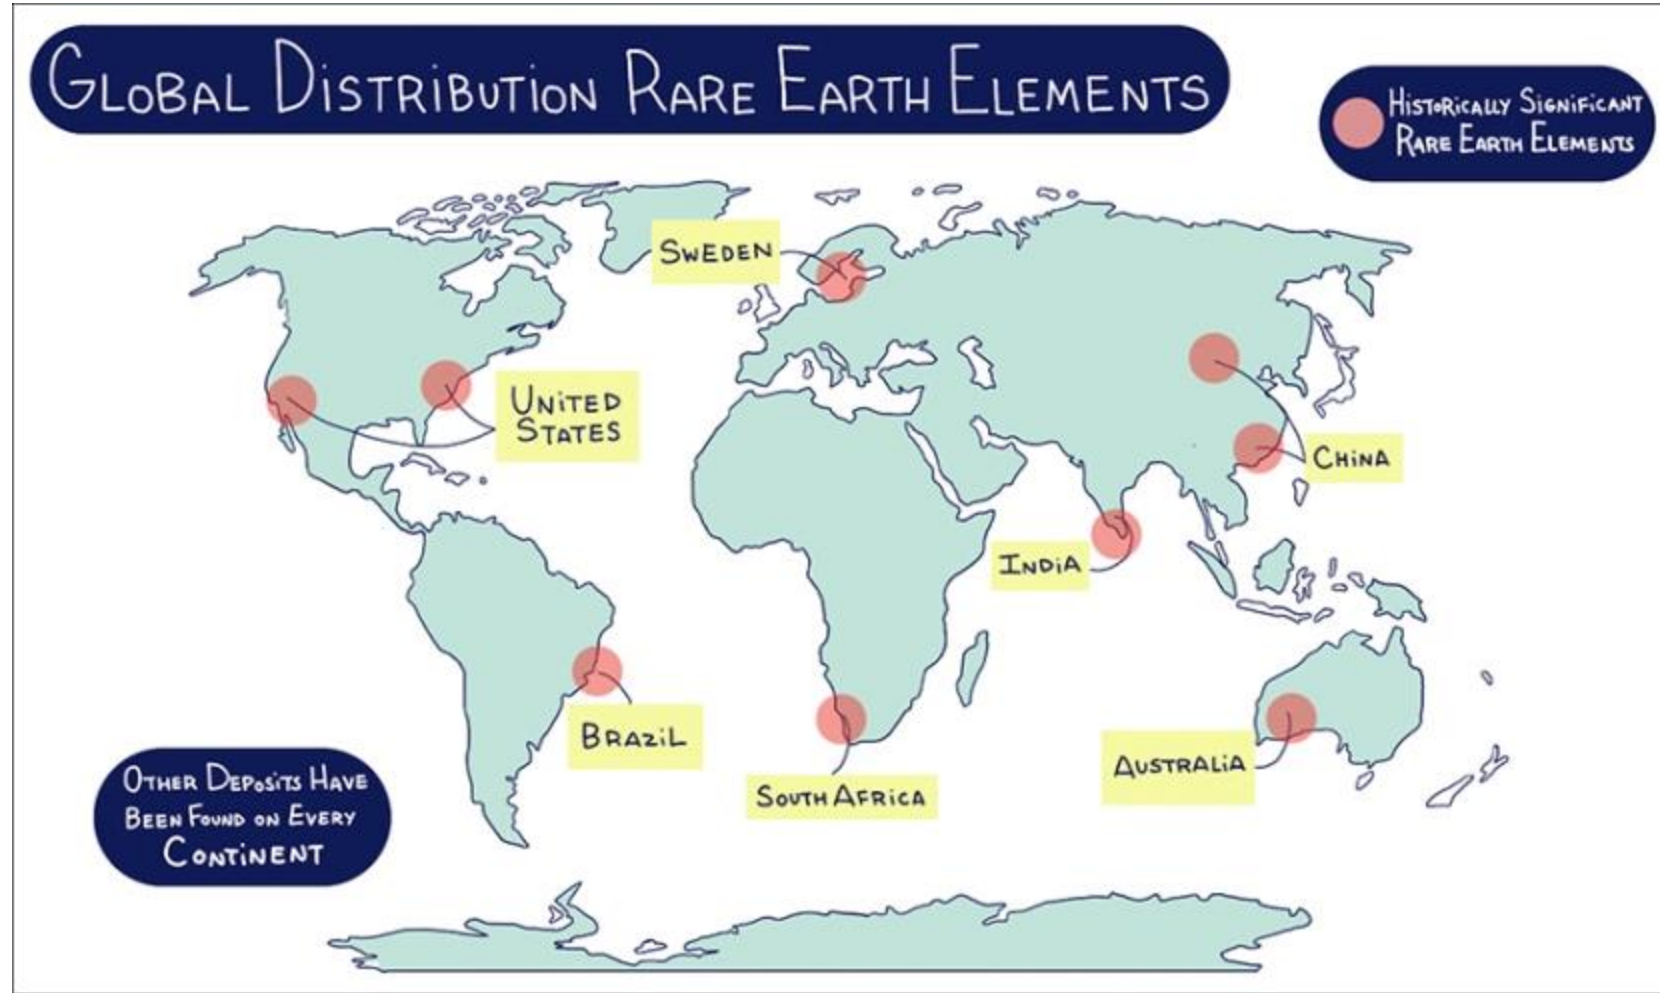 GLOBAL DISTRIBUTION RARE EARTH ELEMENTS
HISTORICALLY SIGNIFICANT
RARE EARTH ELEMENTS
SWEDEN
UNITED
STATES
CHINA
INDIA
BRAZIL
SOUTH AFRICA
AUSTRALIA
OTHER DEPOSITS HAVE
BEEN FOUND ON EVERY
CONTINENT